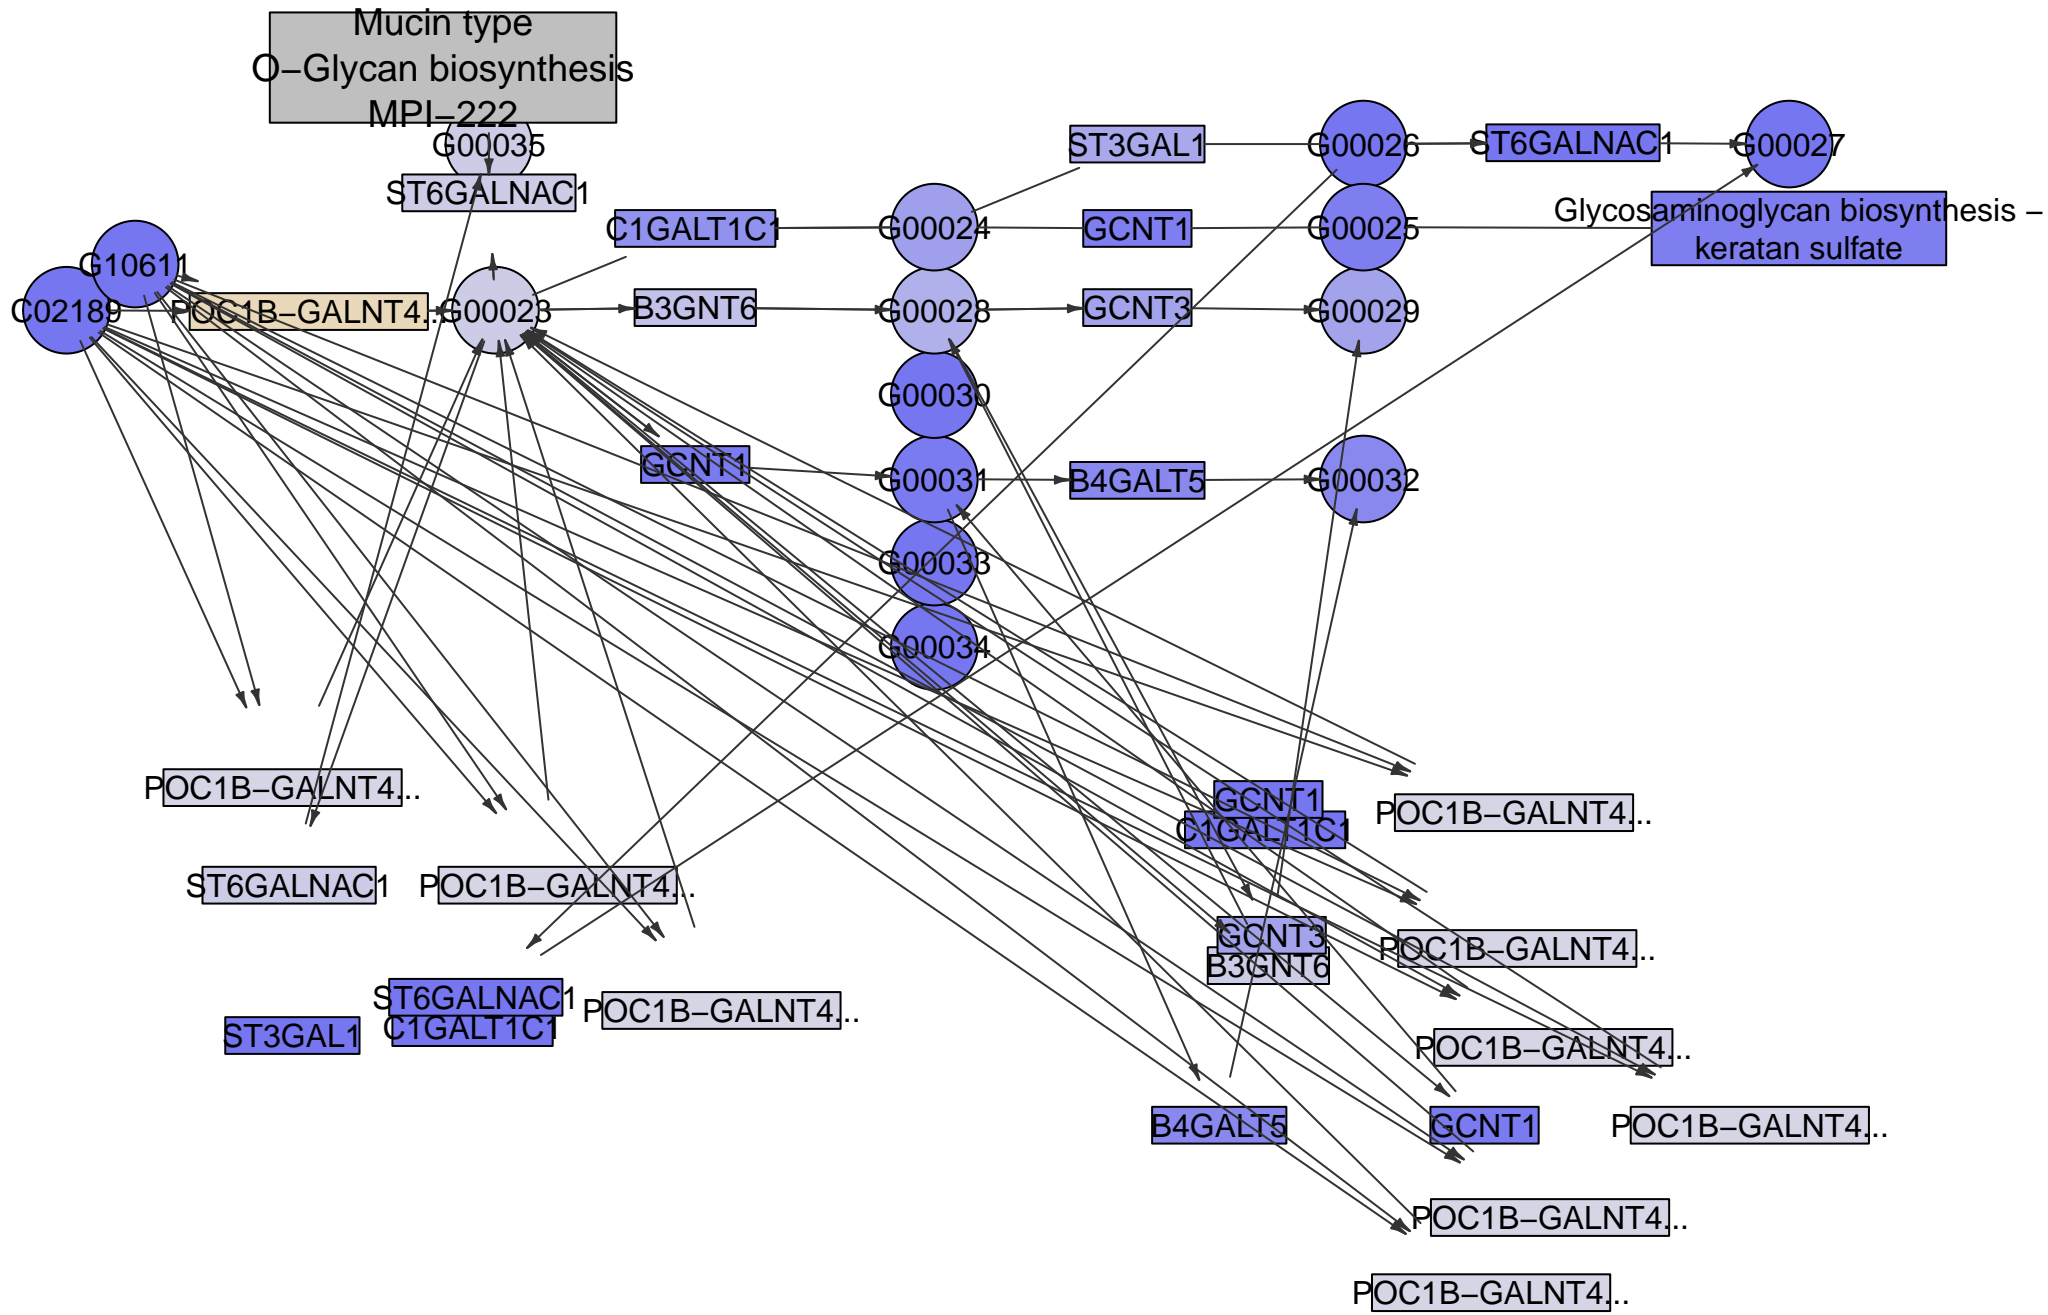 Mucin type
O−Glycan biosynthesis
MPI−222
G00035
ST3GAL1
G00026
ST6GALNAC1
G00027
ST6GALNAC1
C1GALT1C1
G00024
GCNT1
G00025
Glycosaminoglycan biosynthesis −
keratan sulfate
G10611
C02189
POC1B−GALNT4...
G00023
B3GNT6
G00028
GCNT3
G00029
G00030
GCNT1
G00031
B4GALT5
G00032
G00033
G00034
POC1B−GALNT4...
GCNT1
POC1B−GALNT4...
C1GALT1C1
ST6GALNAC1
POC1B−GALNT4...
GCNT3
POC1B−GALNT4...
B3GNT6
ST6GALNAC1
POC1B−GALNT4...
ST3GAL1
C1GALT1C1
POC1B−GALNT4...
B4GALT5
GCNT1
POC1B−GALNT4...
POC1B−GALNT4...
POC1B−GALNT4...